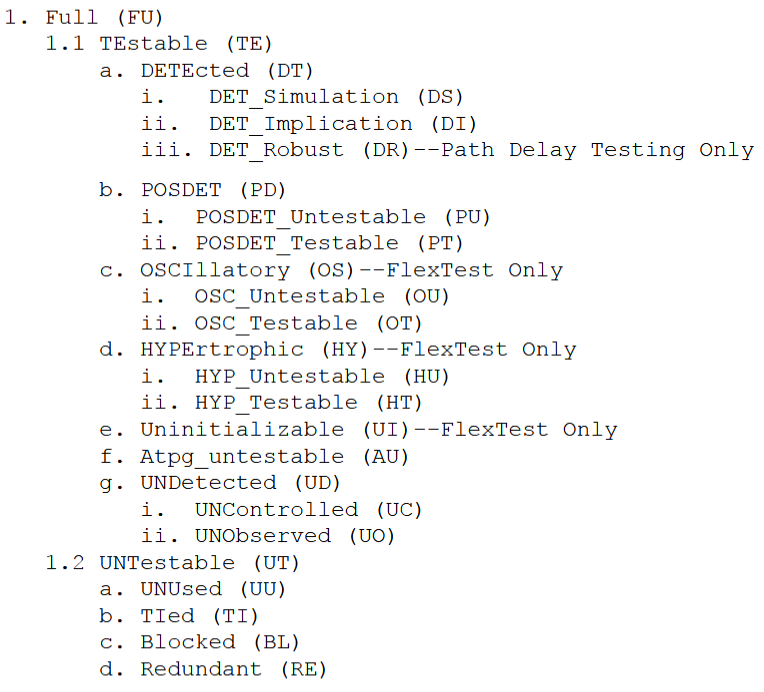 1. Full (FU)
1.1 TEstable (TE)
a. DETEcted (DT)
i. DET_Simulation (DS)
ii. DET_Implication (DI)
iii. DET_Robust (DR)--Path Delay Testing Only
b. POSDET (PD)
i. POSDET_Untestable (PU)
ii. POSDET_Testable (PT)
c. OSCIllatory (OS)--FlexTest Only
i. OSC_Untestable (OU)
ii. OSC_Testable (OT)
d. HYPErtrophic (HY)--FlexTest Only
i. HYP_Untestable (HU)
ii. HYP_Testable (HT)
e. Uninitializable (UI)--FlexTest Only
f. Atpg_untestable (AU)
g. UNDetected (UD)
i. UNControlled (UC)
ii. UNObserved (UO)
1.2 UNTestable (UT)
a. UNUsed (UU)
b. TIed (TI)
c. Blocked (BL)
d. Redundant (RE)